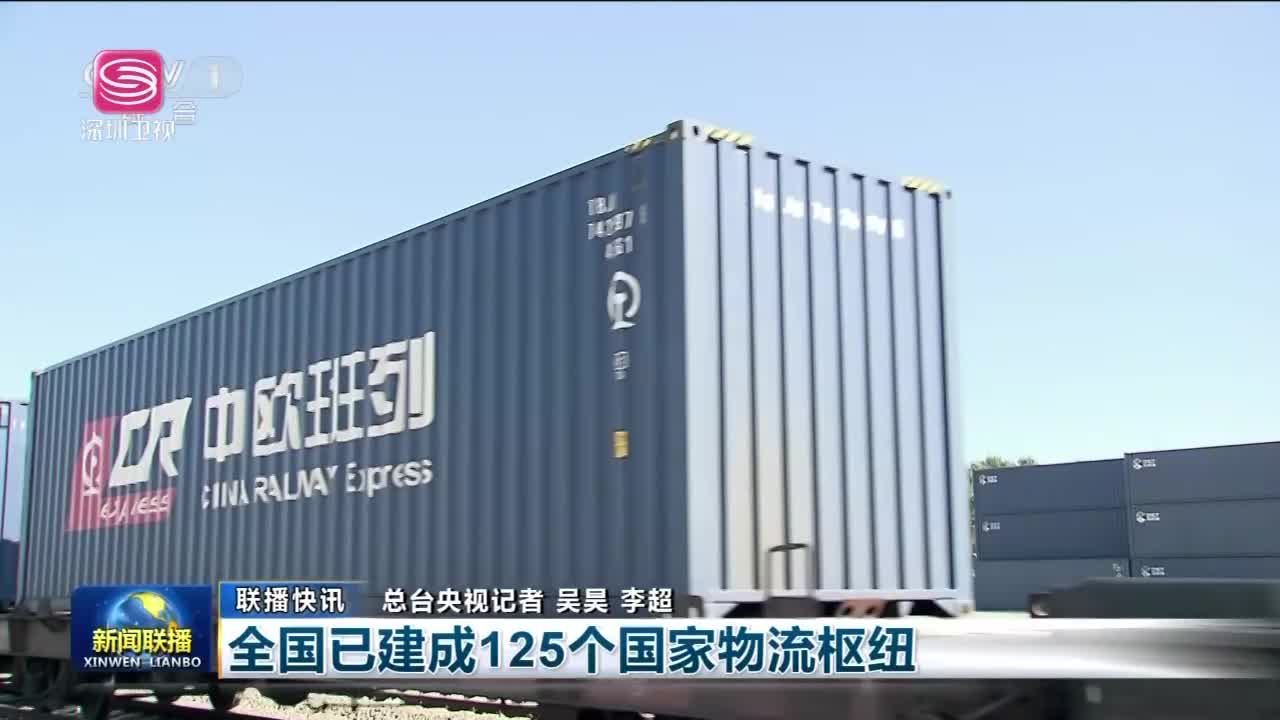 1
深圳卫视
CR
express
中欧班列
CHINA RAILWAY Express
联播快讯 总台央视记者 吴昊 李超
新闻联播
XINWEN LIANBO
全国已建成125个国家物流枢纽